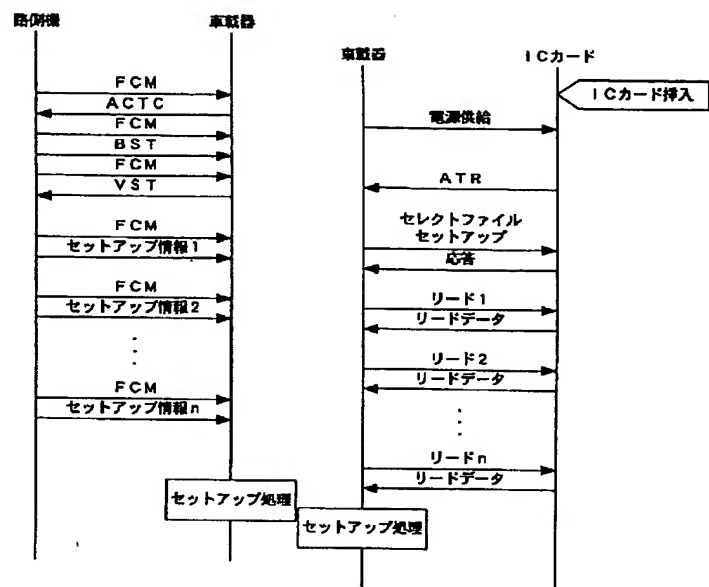 路側機
車載器
FCM
ACTC
FCM
BST
FCM
VST
FCM
セットアップ情報1
FCM
セットアップ情報2
FCM
セットアップ情報n
セットアップ処理
車載器
ICカード
ICカード挿入
電源供給
ATR
セレクトファイル
セットアップ
応答
リード1
リードデータ
リード2
リードデータ
リードn
リードデータ
セットアップ処理